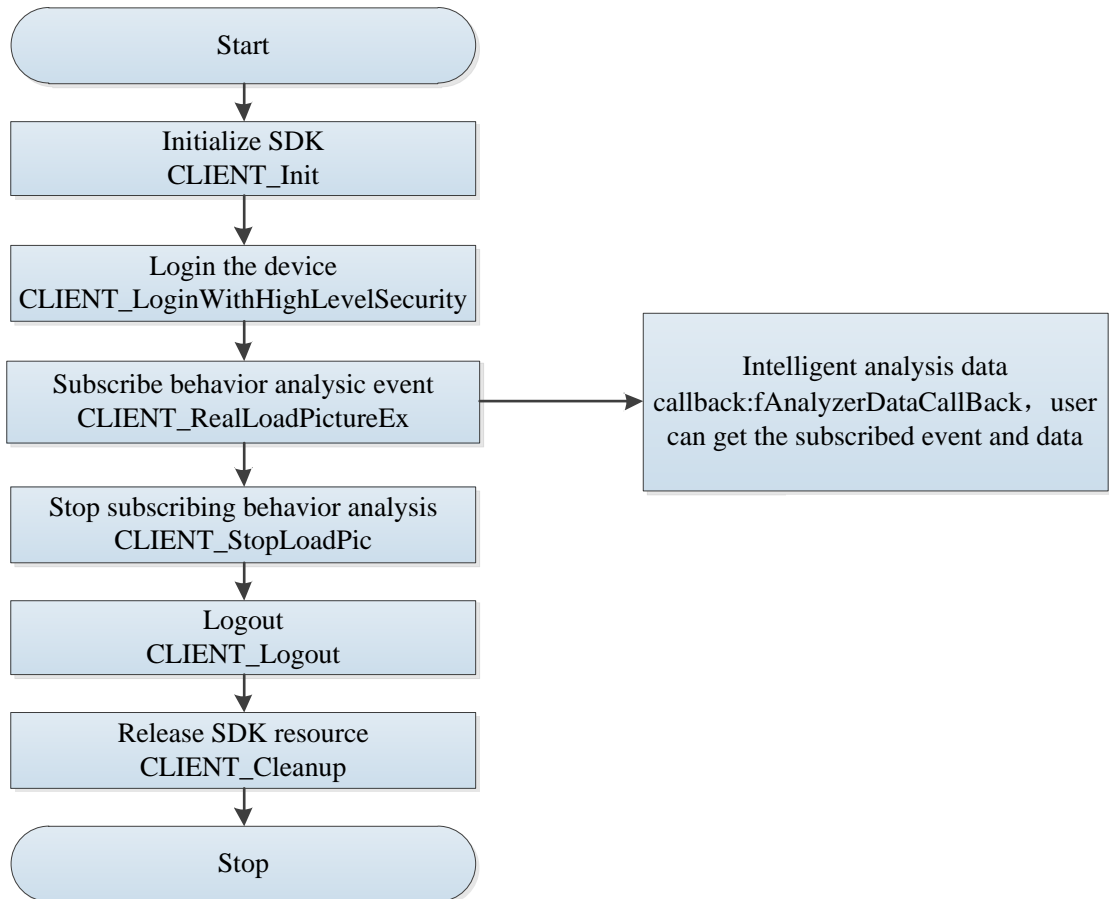 Start
Initialize SDK
CLIENT_Init
Login the device
CLIENT_LoginWithHighLevelSecurity
Subscribe behavior analysic event
CLIENT_RealLoadPictureEx
Intelligent analysis data
callback:fAnalyzerDataCallBack，user
can get the subscribed event and data
Stop subscribing behavior analysis
CLIENT_StopLoadPic
Logout
CLIENT_Logout
Release SDK resource
CLIENT_Cleanup
Stop